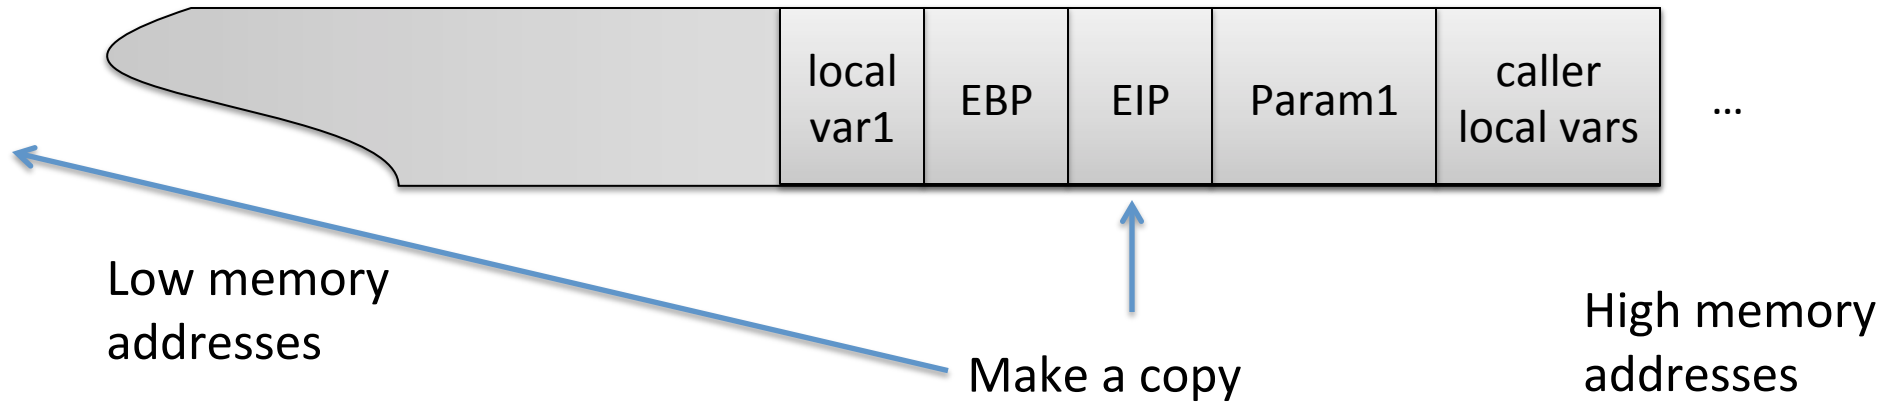 local
var1
EBP
EIP
Param1
caller
local vars
...
Low memory
addresses
High memory
addresses
Make a copy